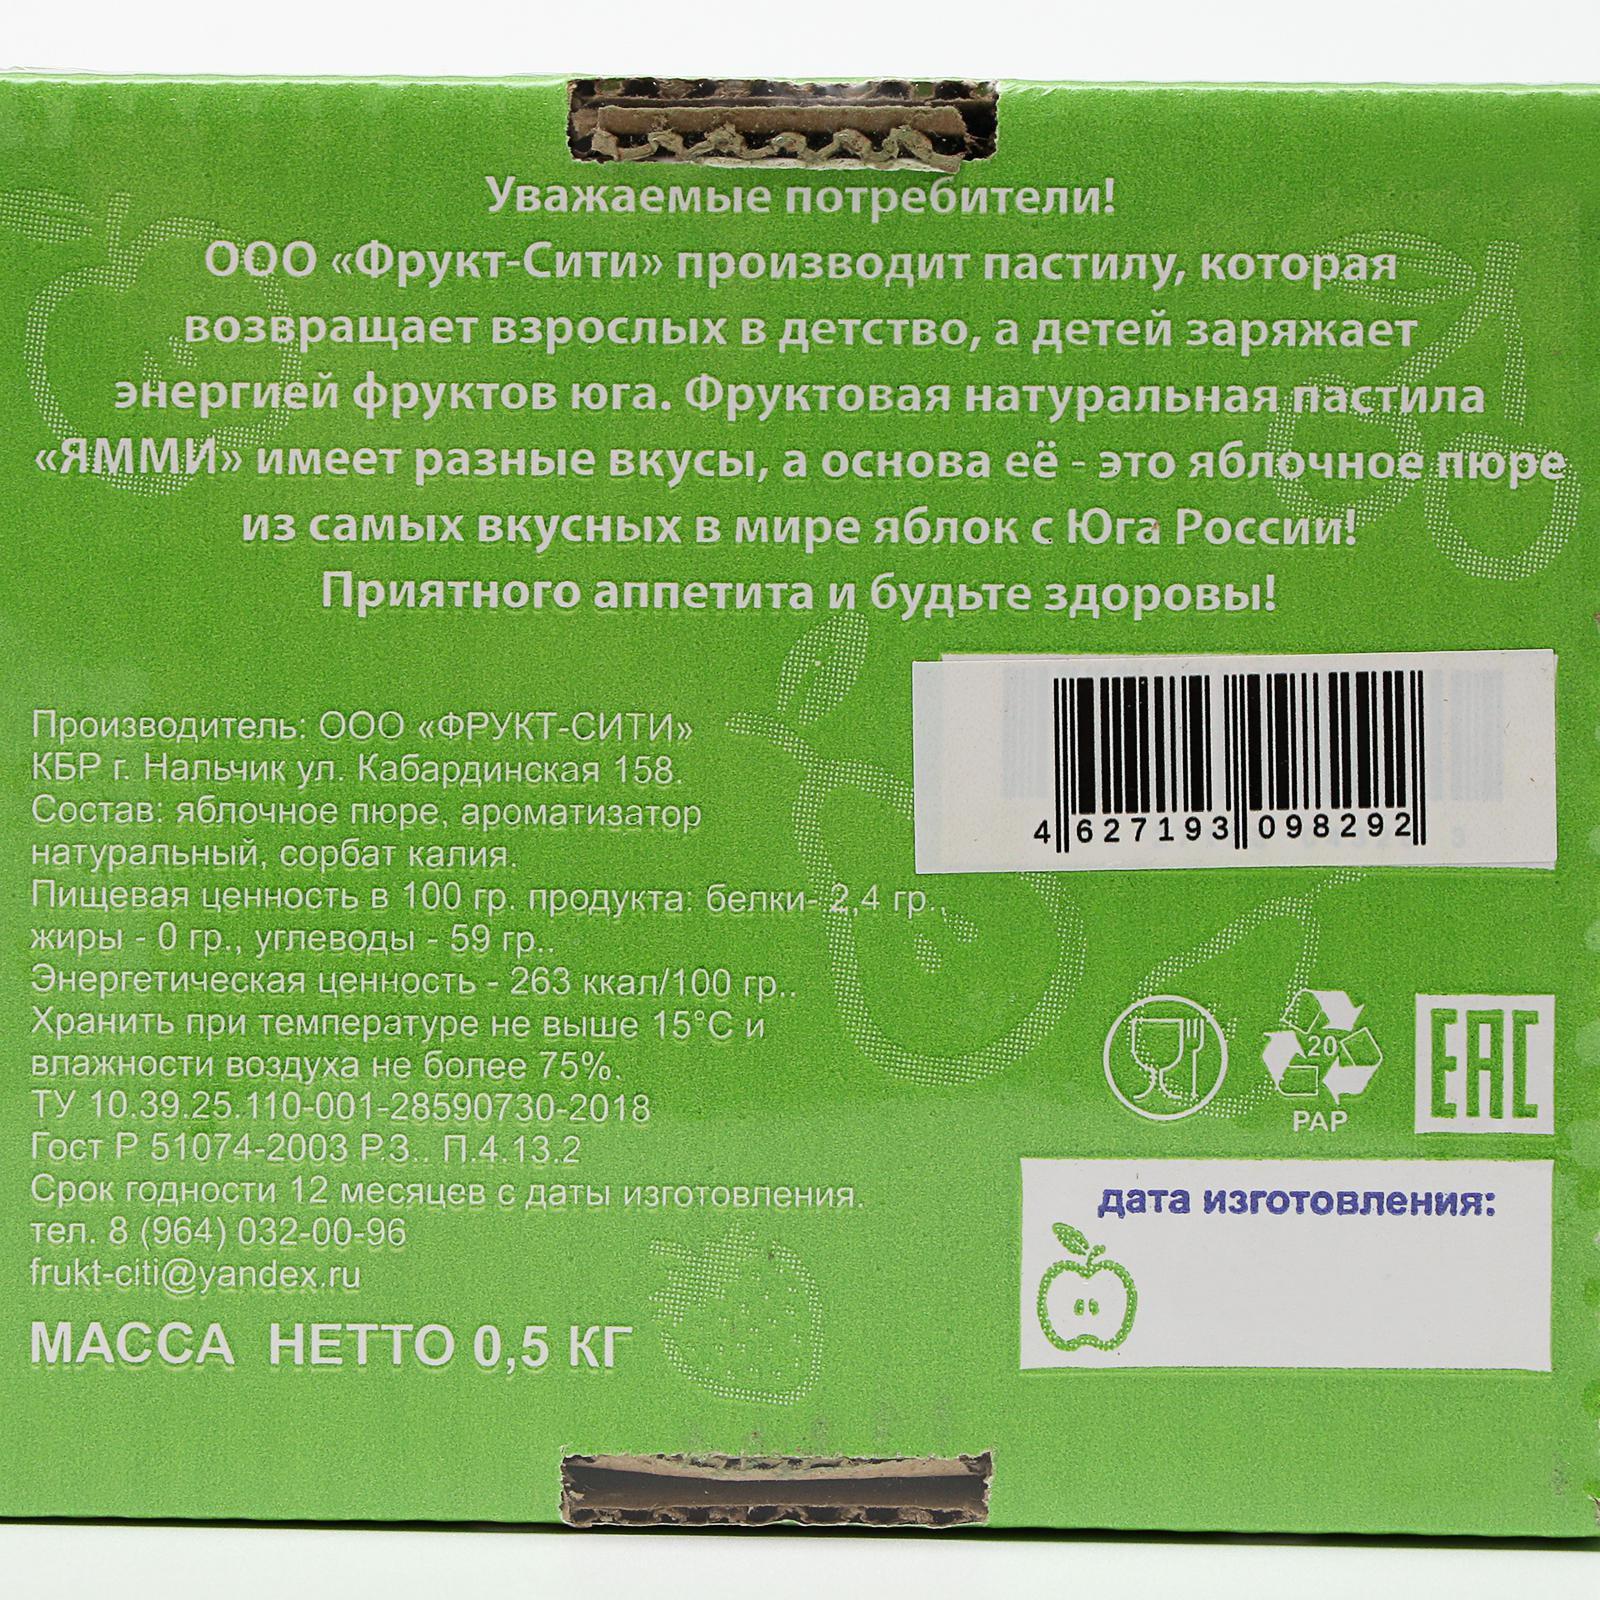 Уважаемые потребители!
ООО «Фрукт-Сити» производит пастилу, которая
возвращает взрослых в детство, а детей заряжает
энергией фруктов юга. Фруктовая натуральная пастила
«ЯММИ» имеет разные вкусы, а основа её - это яблочное пюре
из самых вкусных в мире яблок с Юга России!
Приятного аппетита и будьте здоровы!
Производитель: ООО «ФРУКТ-СИТИ»
КБР г. Нальчик ул. Кабардинская 158.
Состав: яблочное пюре, ароматизатор
натуральный, сорбат калия.
Пищевая ценность в 100 гр. продукта: белки- 2,4 гр.,
жиры - 0 гр., углеводы - 59 гр..
Энергетическая ценность - 263 ккал/100 гр..
Хранить при температуре не выше 15°C и
влажности воздуха не более 75%.
ТУ 10.39.25.110-001-28590730-2018
Гост Р 51074-2003 Р.З.. П.4.13.2
Срок годности 12 месяцев с даты изготовления.
тел. 8 (964) 032-00-96
frukt-citi@yandex.ru
МАССА НЕТТО 0,5 КГ
4 627193 098292
20
PAP
EAC
дата изготовления: